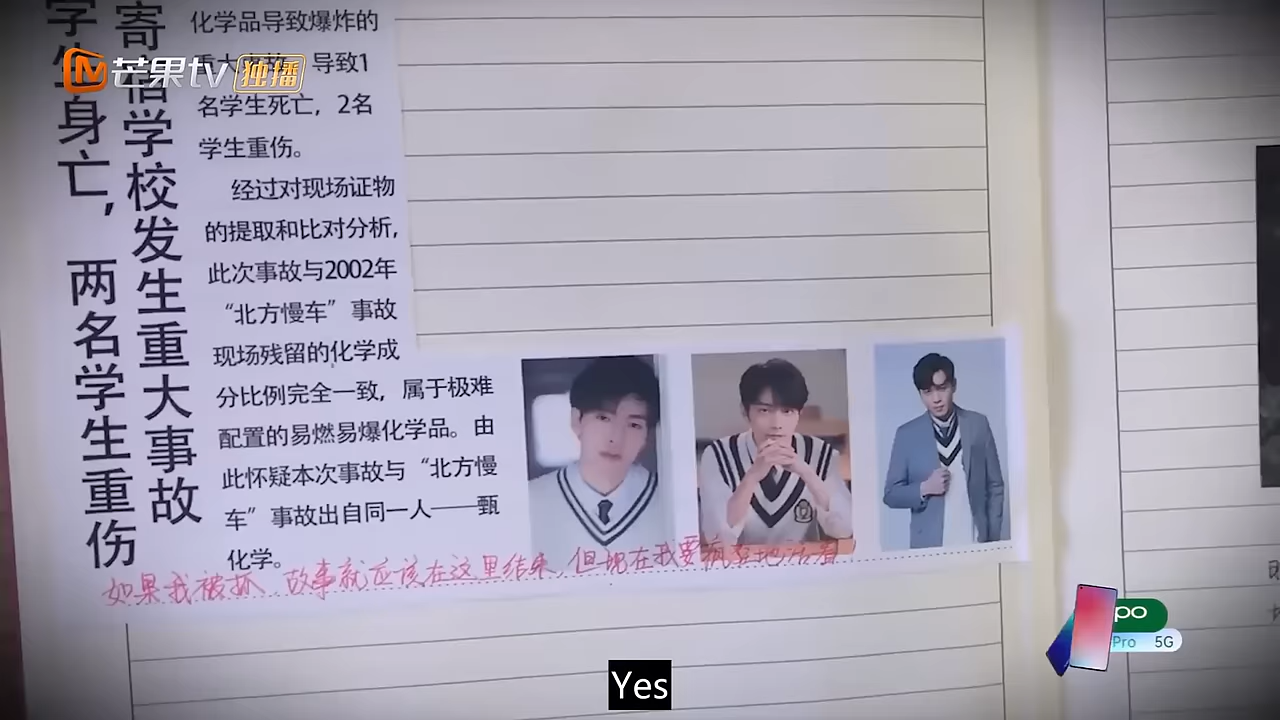 寄宿学校发生重大事故
学生身亡，两名学生重伤
化学品导致爆炸的
导致1
名学生死亡，2名
学生重伤。
经过对现场证物
的提取和比对分析，
此次事故与2002年
“北方慢车”事故
现场残留的化学成
分比例完全一致，属于极难
配置的易燃易爆化学品。由
此怀疑本次事故与“北方慢
车”事故出自同一人——甄
化学。
如果我被抓，故事就应该在这里结束，但现在我要疯狂地活着
芒果tv 独播
po
Pro 5G
Yes